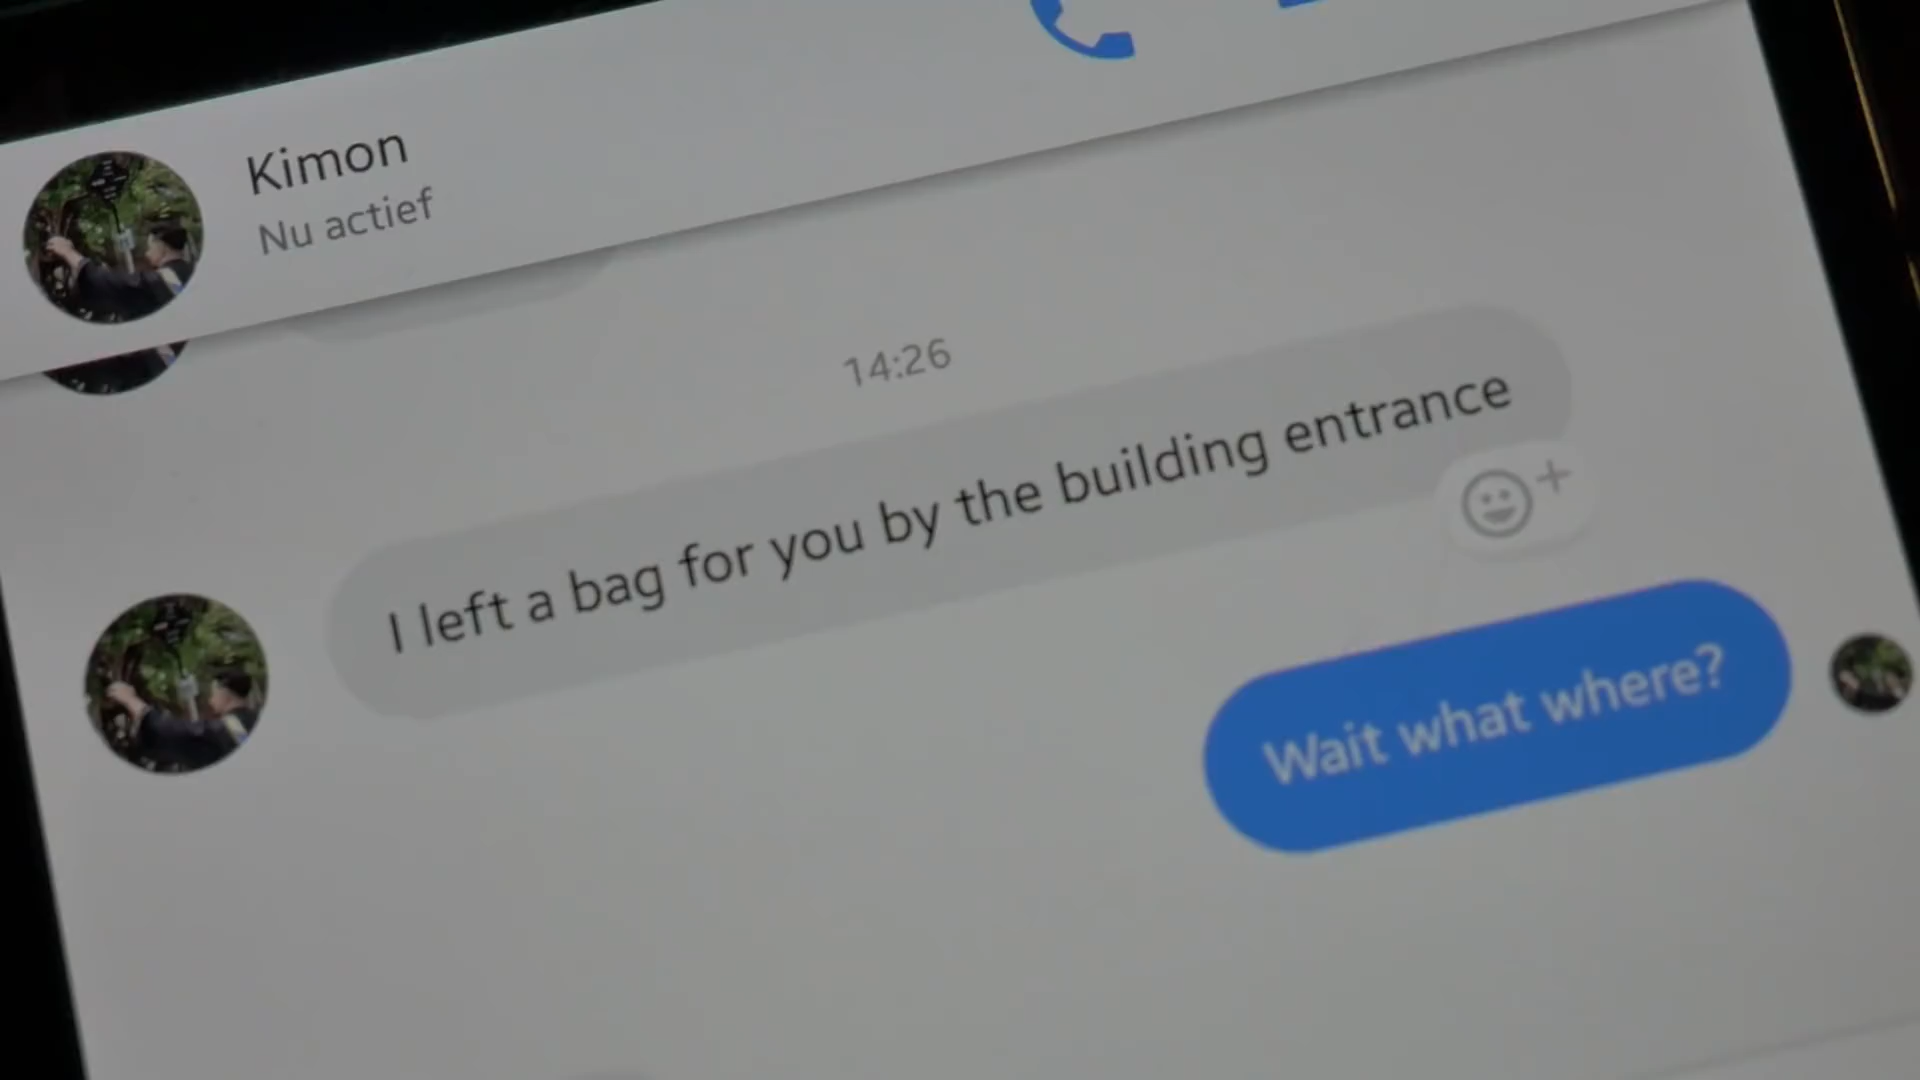 Kimon
Nu actief
14:26
I left a bag for you by the building entrance
Wait what where?